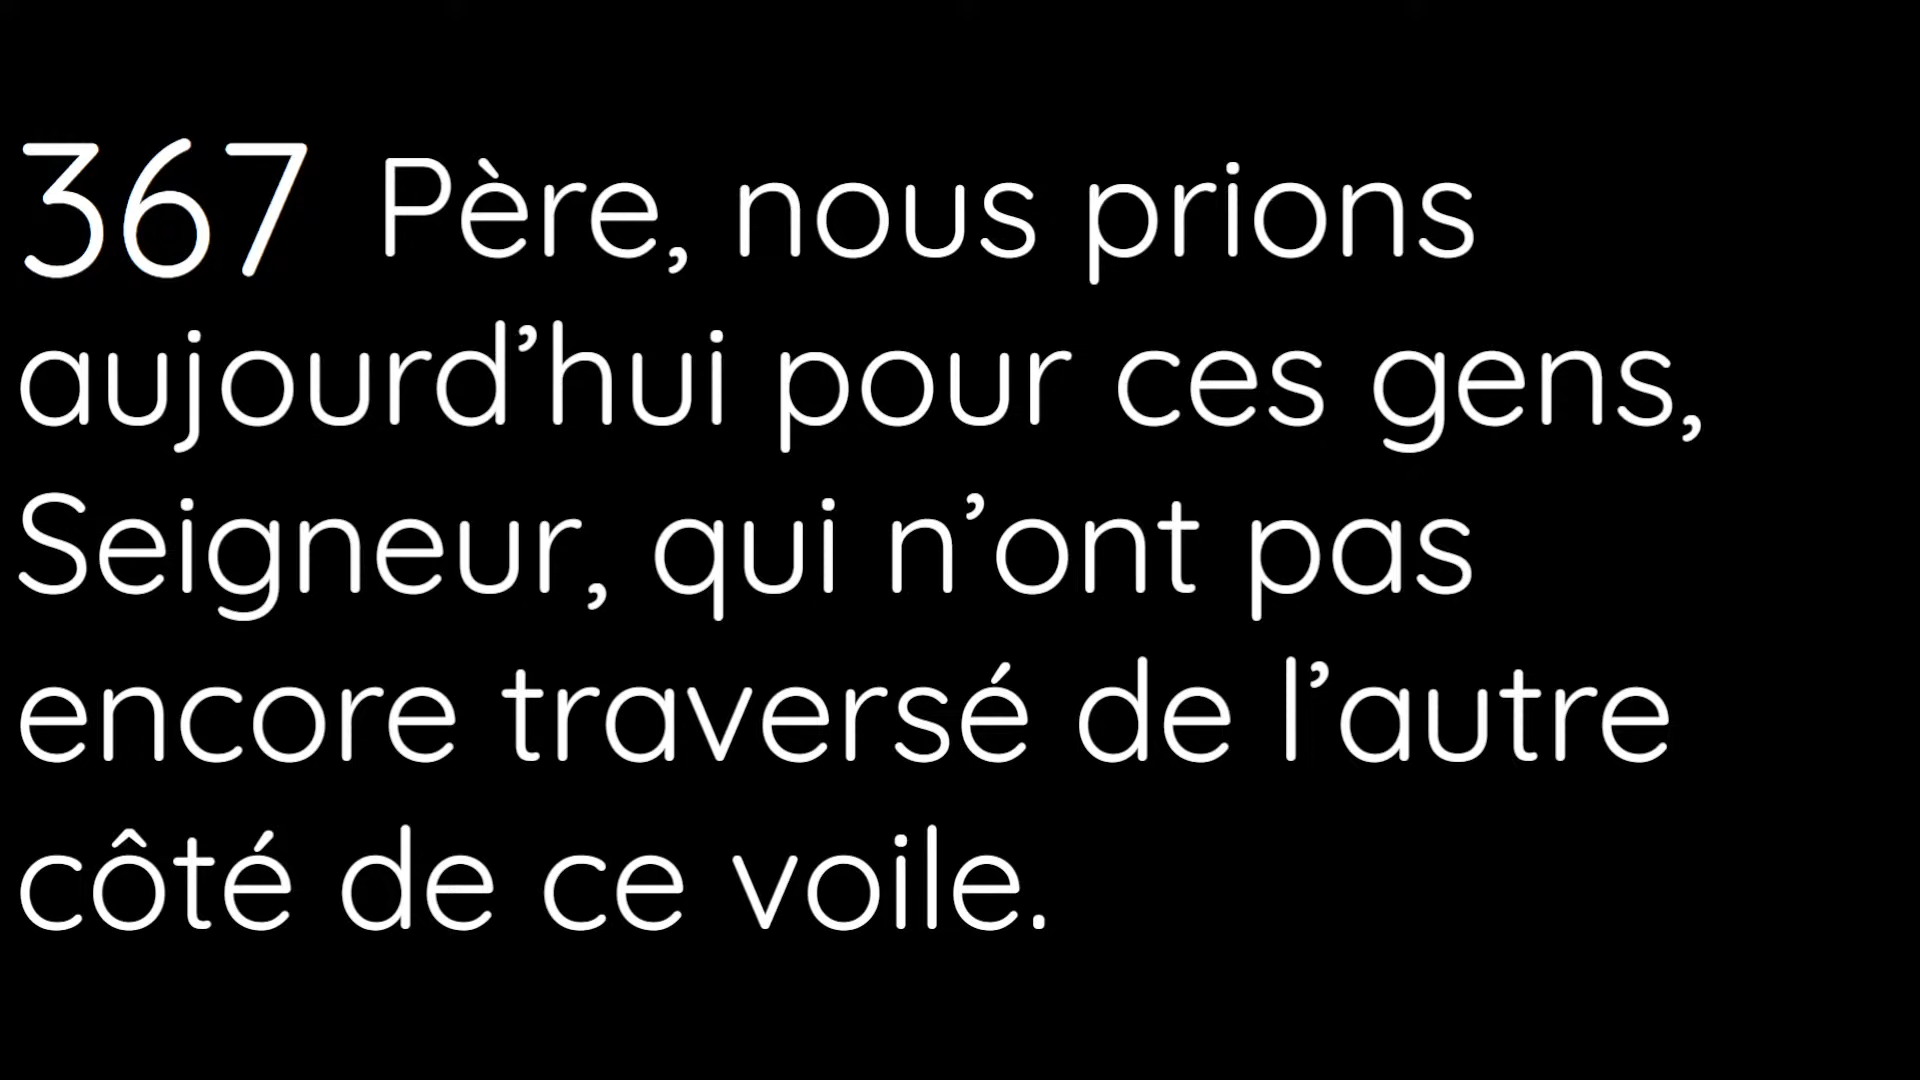 367 Père, nous prions
aujourd’hui pour ces gens,
Seigneur, qui n’ont pas
encore traversé de l’autre
côté de ce voile.